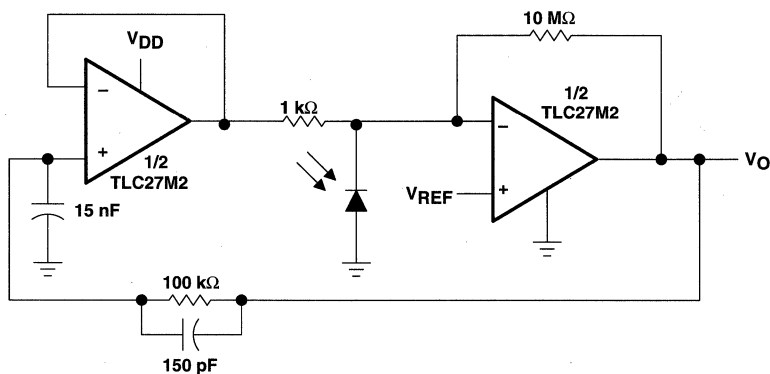 10 MΩ
VDD
−
+
1/2
TLC27M2
15 nF
1 kΩ
1/2
TLC27M2
−
+
VREF
VO
100 kΩ
150 pF